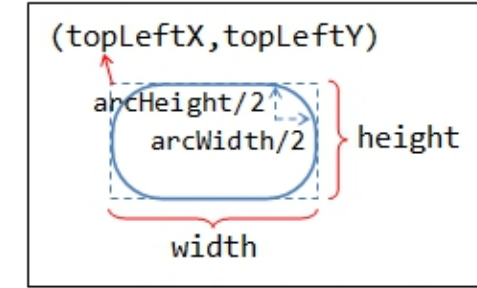 (topLeftX,topLeftY)
arcHeight/2
arcWidth/2
height
width